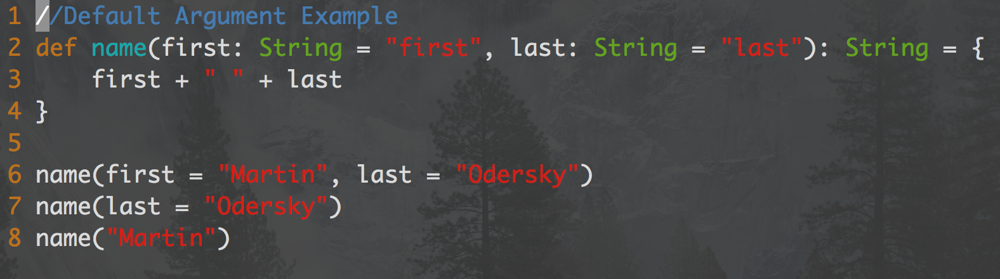 1 //Default Argument Example
2 def name(first: String = "first", last: String = "last"): String = {
3     first + " " + last
4 }
5
6 name(first = "Martin", last = "Odersky")
7 name(last = "Odersky")
8 name("Martin")